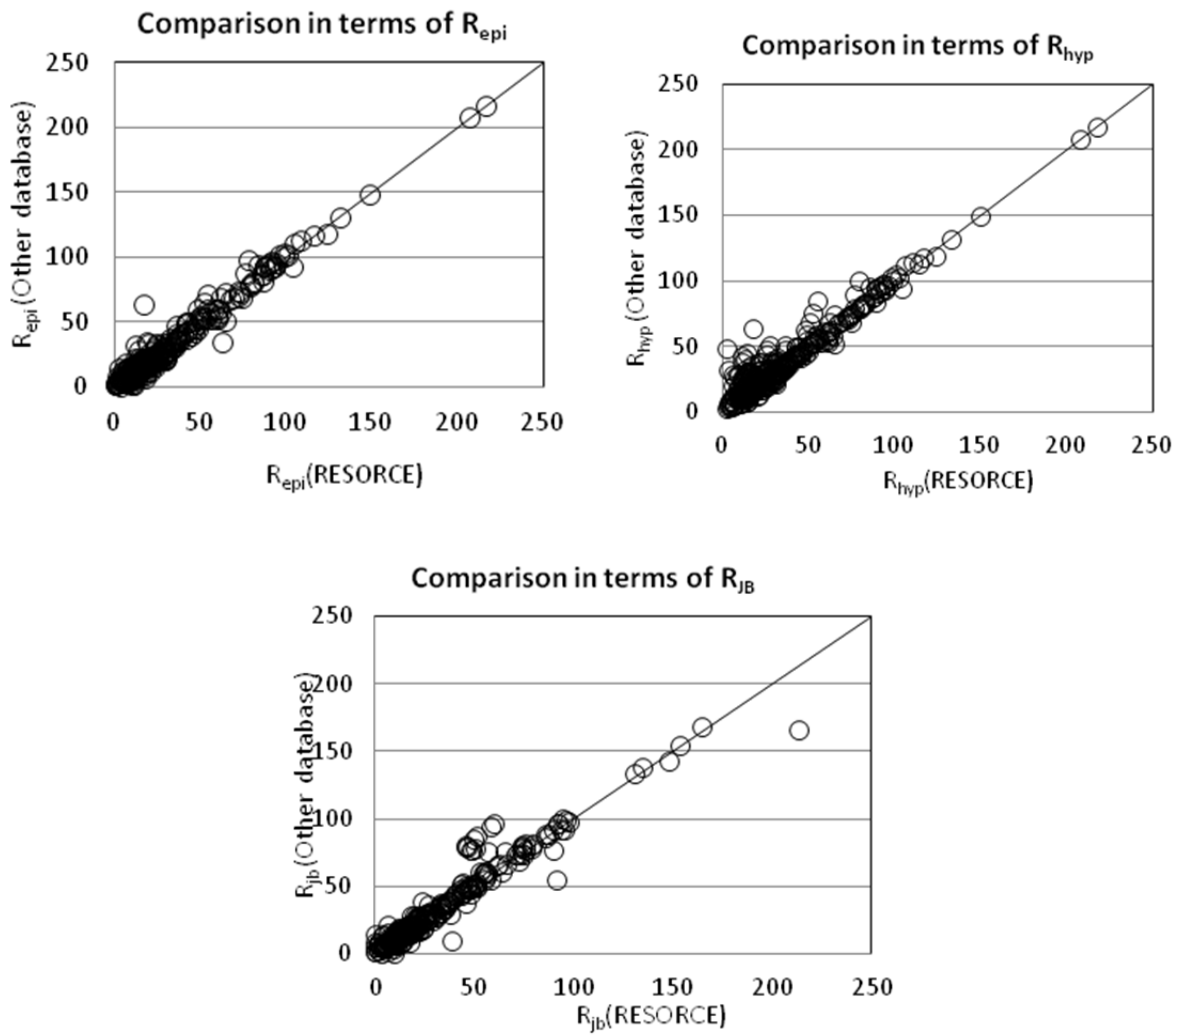 Comparison in terms of Repi
250
200
150
100
50
0
Repi(Other database)
0 50 100 150 200 250
Repi(RESORCE)
Comparison in terms of Rhyp
250
200
150
100
50
0
Rhyp(Other database)
0 50 100 150 200 250
Rhyp(RESORCE)
Comparison in terms of RJB
250
200
150
100
50
0
Rjb(Other database)
0 50 100 150 200 250
Rjb(RESORCE)